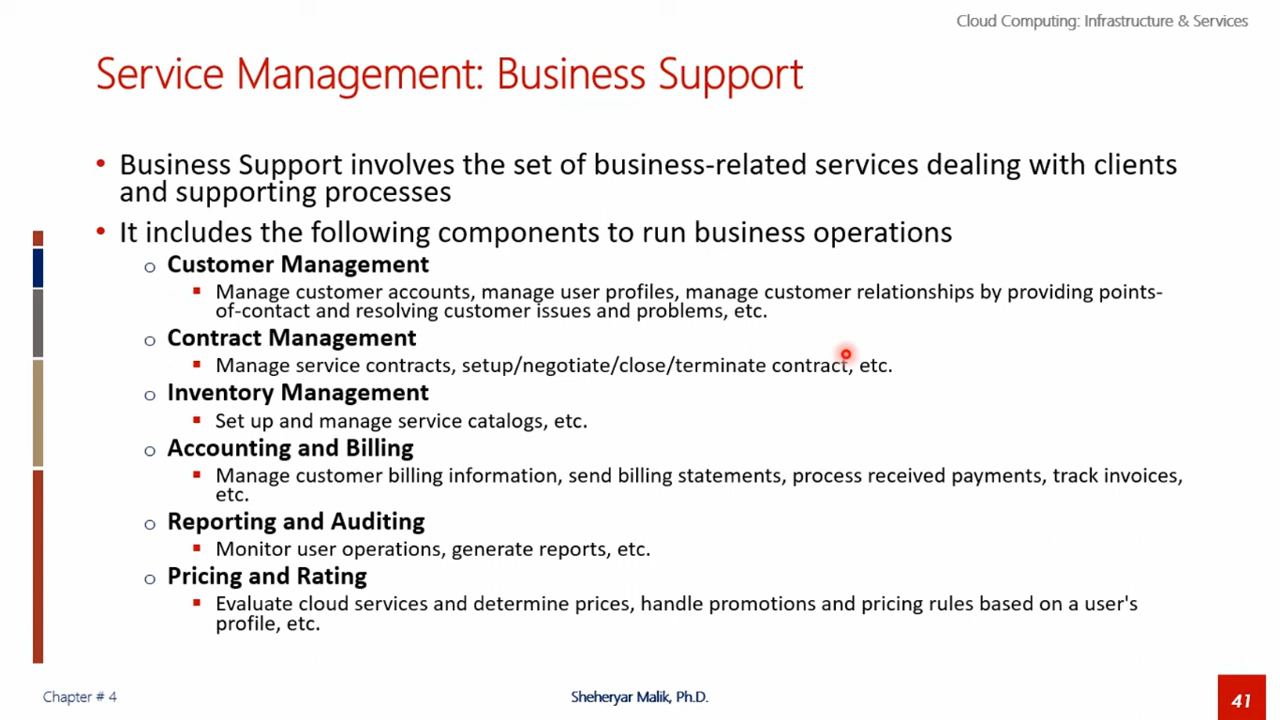 Cloud Computing: Infrastructure & Services
Service Management: Business Support
• Business Support involves the set of business-related services dealing with clients
and supporting processes
• It includes the following components to run business operations
o Customer Management
▪ Manage customer accounts, manage user profiles, manage customer relationships by providing points-
of-contact and resolving customer issues and problems, etc.
o Contract Management
▪ Manage service contracts, setup/negotiate/close/terminate contract, etc.
o Inventory Management
▪ Set up and manage service catalogs, etc.
o Accounting and Billing
▪ Manage customer billing information, send billing statements, process received payments, track invoices,
etc.
o Reporting and Auditing
▪ Monitor user operations, generate reports, etc.
o Pricing and Rating
▪ Evaluate cloud services and determine prices, handle promotions and pricing rules based on a user's
profile, etc.
Chapter # 4
Sheheryar Malik, Ph.D.
41